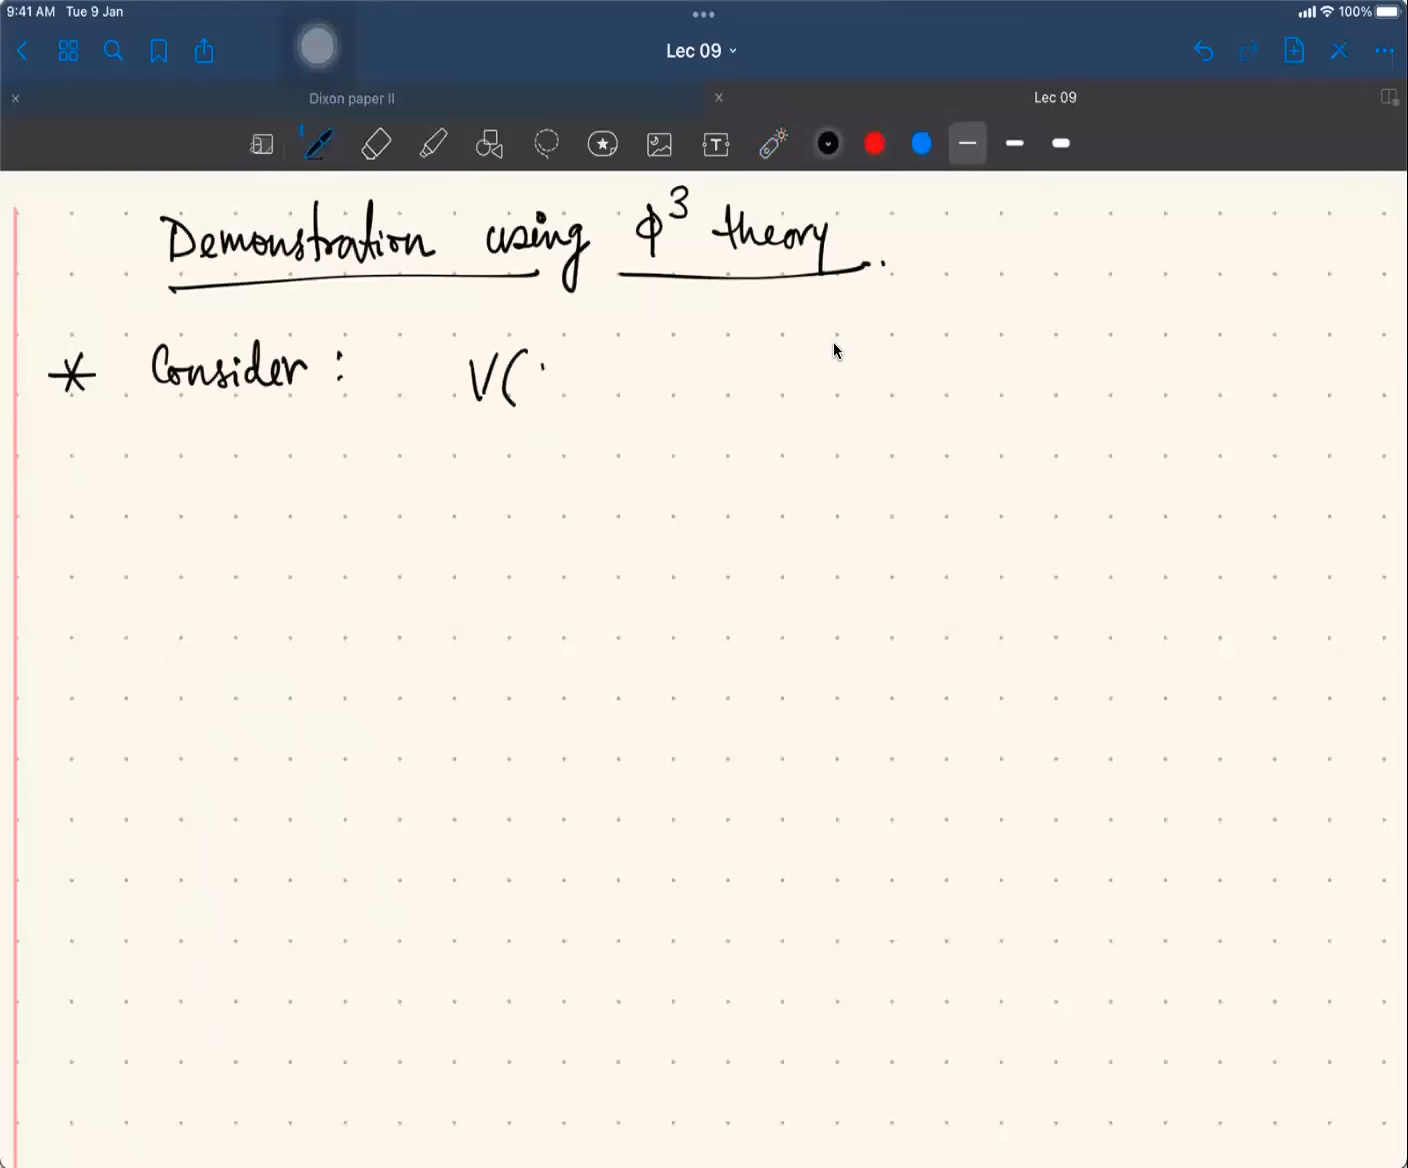 9:41 AM Tue 9 Jan
100%
Lec 09
Dixon paper II
Lec 09
Demonstration using ϕ³ theory.
* Consider : V(